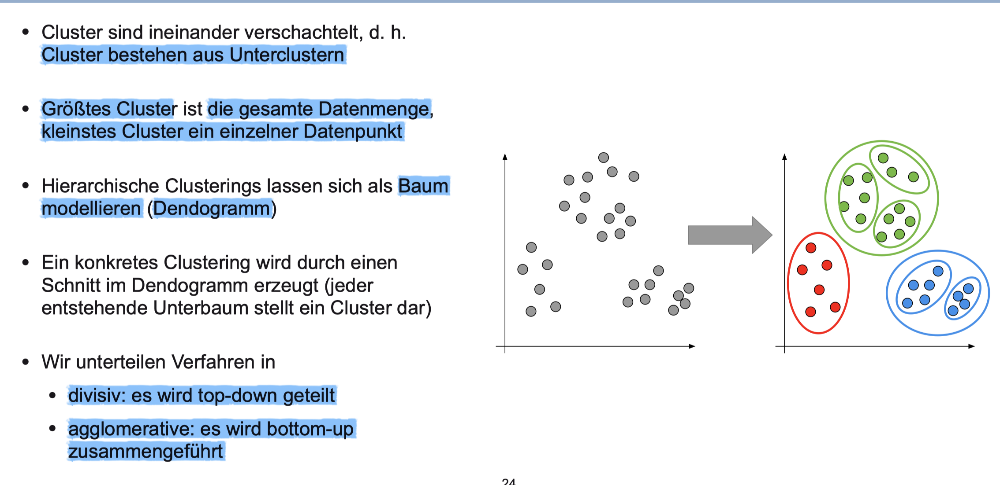 • Cluster sind ineinander verschachtelt, d. h.
Cluster bestehen aus Unterclustern
• Größtes Cluster ist die gesamte Datenmenge,
kleinstes Cluster ein einzelner Datenpunkt
• Hierarchische Clusterings lassen sich als Baum
modellieren (Dendogramm)
• Ein konkretes Clustering wird durch einen
Schnitt im Dendogramm erzeugt (jeder
entstehende Unterbaum stellt ein Cluster dar)
• Wir unterteilen Verfahren in
• divisiv: es wird top-down geteilt
• agglomerative: es wird bottom-up
zusammengeführt
24